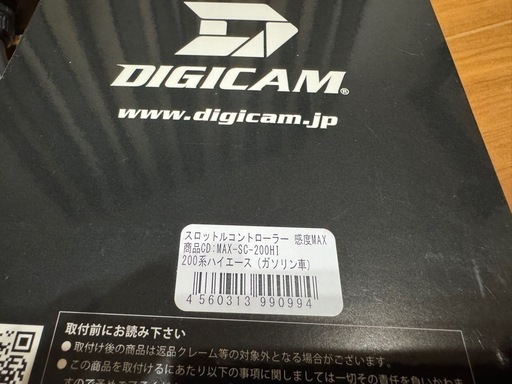 DIGICAM®
www.digicam.jp
スロットルコントローラー 感度MAX
商品CD:MAX-SC-200HI
200系ハイエース (ガソリン車)
4 560313 990994
取付前にお読み下さい
●取付け後の商品は返品クレーム等の対象外となる場合がございます。
●この商品を取付けるにあたり以下の事項に関しましては一切その責任を負いかねます